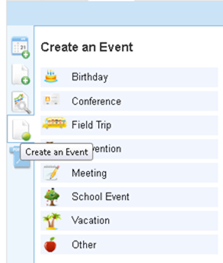 Create an Event
Birthday
Conference
Field Trip
Create an Event
Meeting
School Event
Vacation
Other